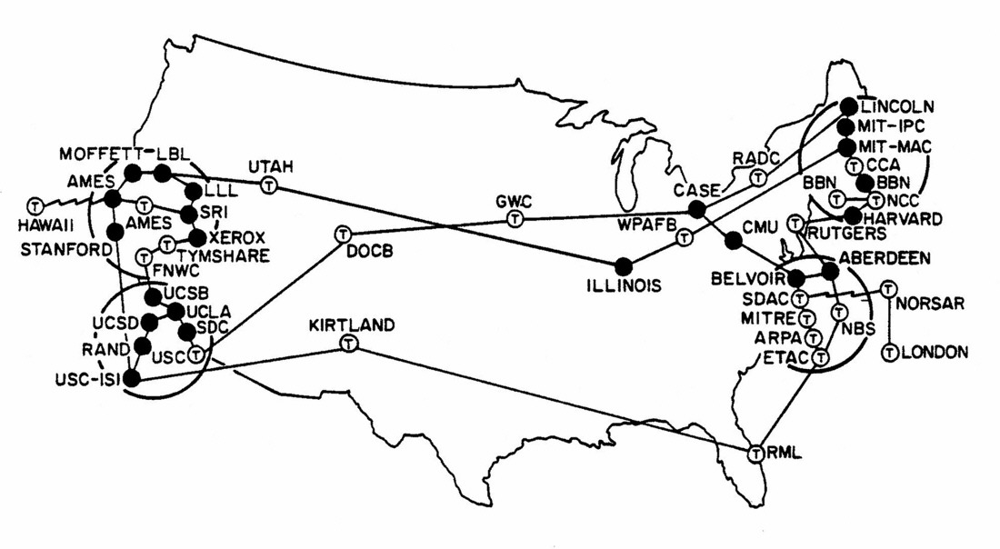 LINCOLN
MIT-IPC
MIT-MAC
MOFFETT LBL
RADC
CCA
UTAH
AMES
BBN
BBN
LLL
CASE
GWC
NCC
T
HAWAII
AMES
SRI
WPAFB
CMU
HARVARD
RUTGERS
XEROX
STANFORD
TYMSHARE
DOCB
FNWC
ABERDEEN
ILLINOIS
BELVOIR
UCSB
SDAC
NORSAR
UCLA
MITRE
UCSD
SDC
KIRTLAND
NBS
ARPA
RAND
USC
LONDON
ETAC
USC-ISI
RML